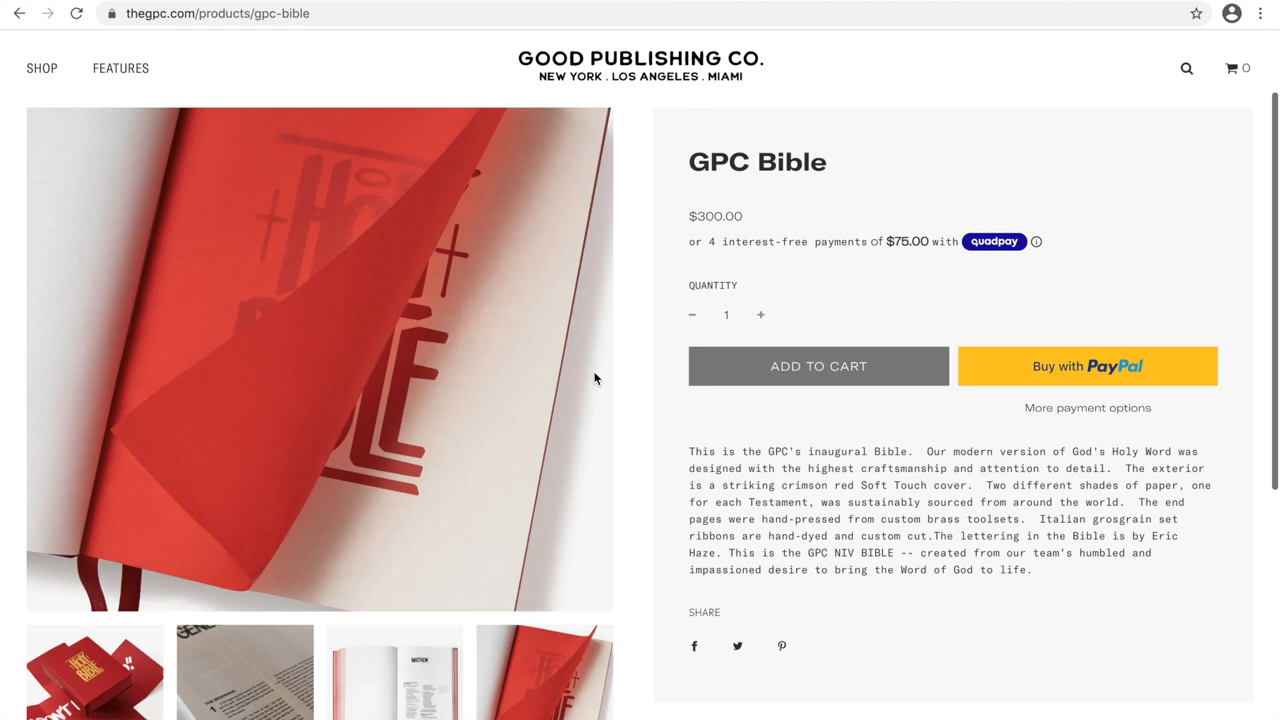 thegpc.com/products/gpc-bible
SHOP
FEATURES
GOOD PUBLISHING CO.
NEW YORK . LOS ANGELES . MIAMI
0
GPC Bible
$300.00
or 4 interest-free payments of $75.00 with quadpay
QUANTITY
− 1 +
ADD TO CART
Buy with PayPal
More payment options
This is the GPC's inaugural Bible.  Our modern version of God's Holy Word was
designed with the highest craftsmanship and attention to detail.  The exterior
is a striking crimson red Soft Touch cover.  Two different shades of paper, one
for each Testament, was sustainably sourced from around the world.  The end
pages were hand-pressed from custom brass toolsets.  Italian grosgrain set
ribbons are hand-dyed and custom cut.The lettering in the Bible is by Eric
Haze. This is the GPC NIV BIBLE -- created from our team's humbled and
impassioned desire to bring the Word of God to life.
SHARE
HOLY
BIBLE
MATTHEW